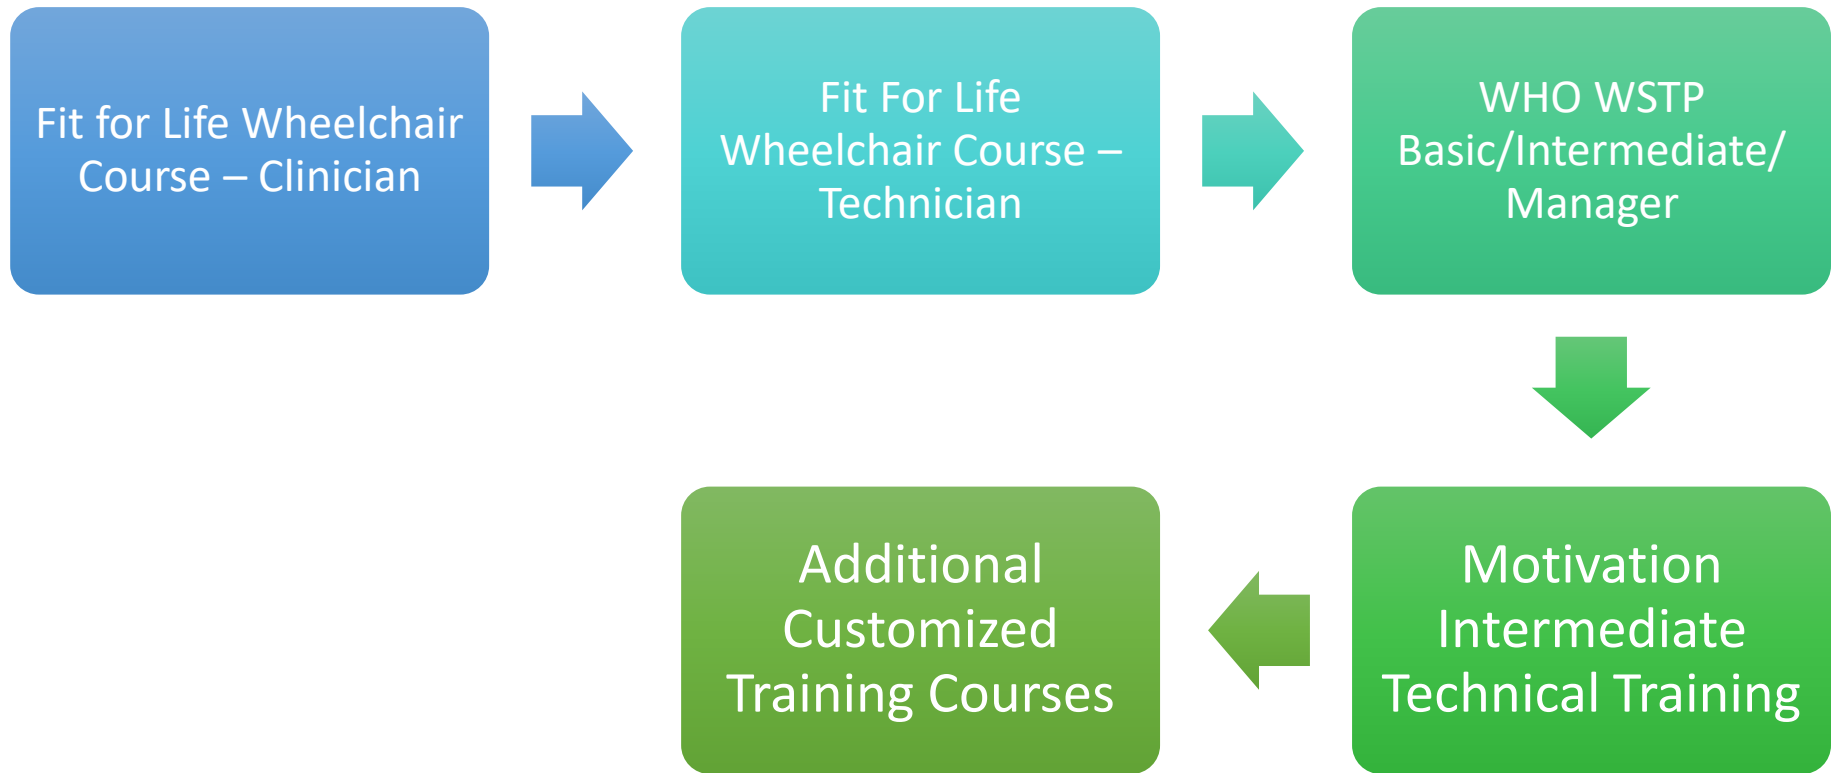 Fit for Life Wheelchair
Course – Clinician
Fit For Life
Wheelchair Course –
Technician
WHO WSTP
Basic/Intermediate/
Manager
Motivation
Intermediate
Technical Training
Additional
Customized
Training Courses